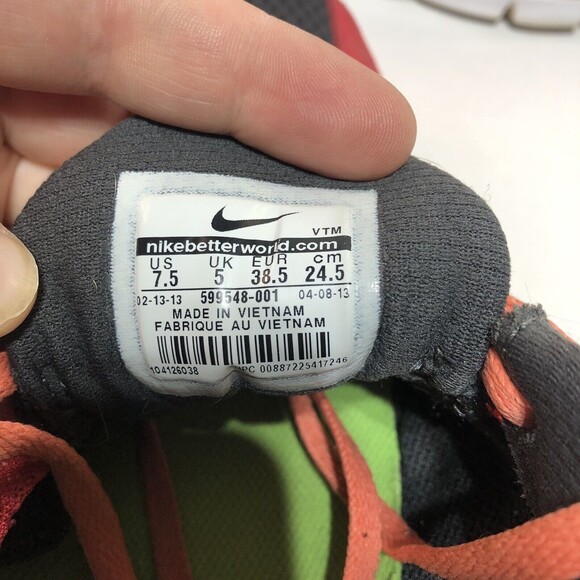 VTM
nikebetterworld.com
US UK EUR cm
7.5 5 38.5 24.5
02-13-13 599548-001 04-08-13
MADE IN VIETNAM
FABRIQUE AU VIETNAM
104126038 UPC 00887225417246